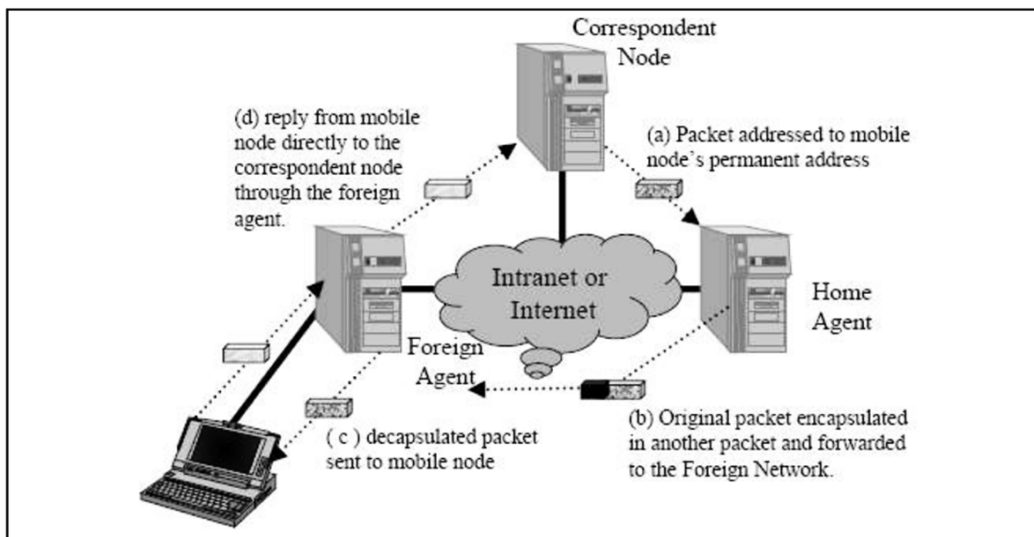 Correspondent
Node
(d) reply from mobile
node directly to the
correspondent node
through the foreign
agent.
(a) Packet addressed to mobile
node's permanent address
Intranet or
Internet
Home
Agent
Foreign
Agent
(b) Original packet encapsulated
in another packet and forwarded
to the Foreign Network.
( c ) decapsulated packet
sent to mobile node